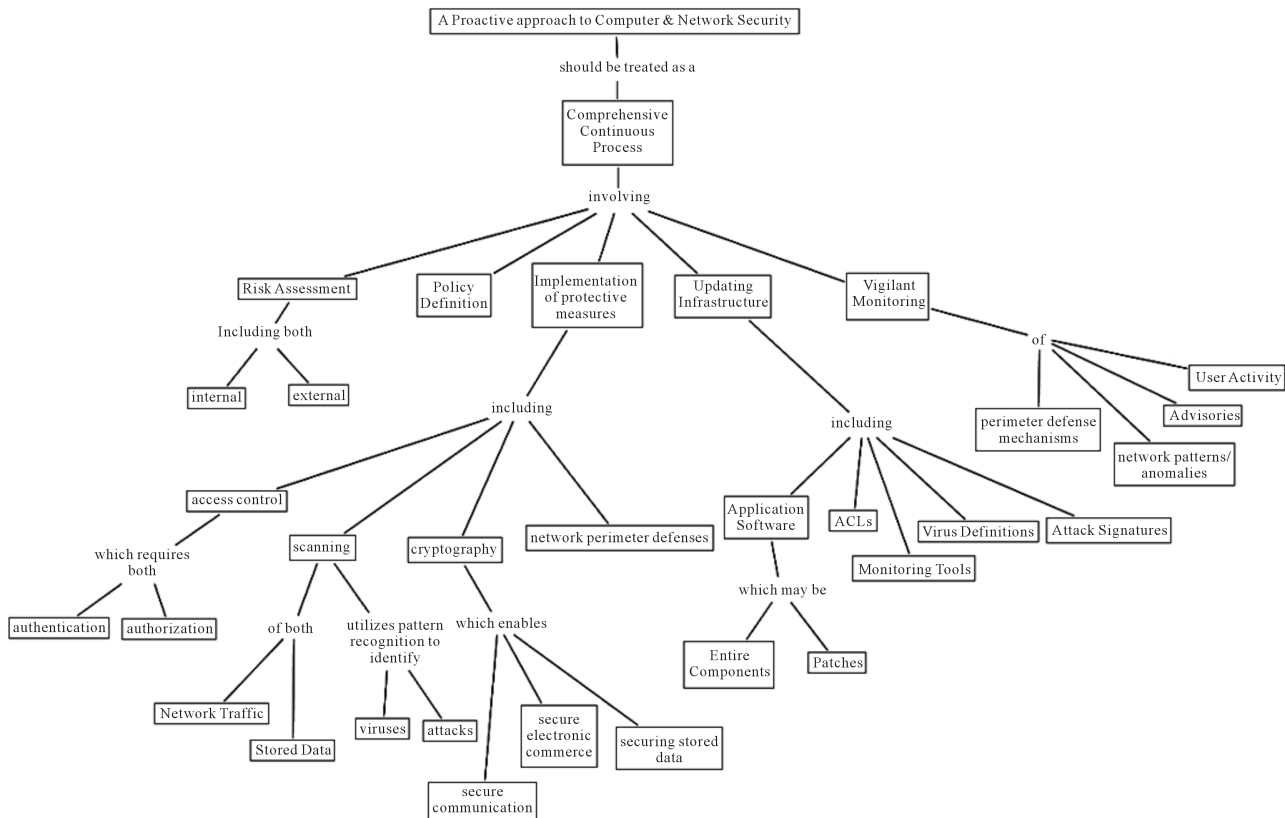 A Proactive approach to Computer & Network Security
should be treated as a
Comprehensive
Continuous
Process
involving
Risk Assessment
Policy
Definition
Implementation
of protective
measures
Updating
Infrastructure
Vigilant
Monitoring
Including both
internal
external
including
access control
which requires
both
authentication
authorization
scanning
of both
Network Traffic
Stored Data
utilizes pattern
recognition to
identify
viruses
attacks
cryptography
which enables
secure
communication
secure
electronic
commerce
securing stored
data
network perimeter defenses
including
Application
Software
which may be
Entire
Components
Patches
ACLs
Monitoring Tools
Virus Definitions
Attack Signatures
of
perimeter defense
mechanisms
network patterns/
anomalies
Advisories
User Activity